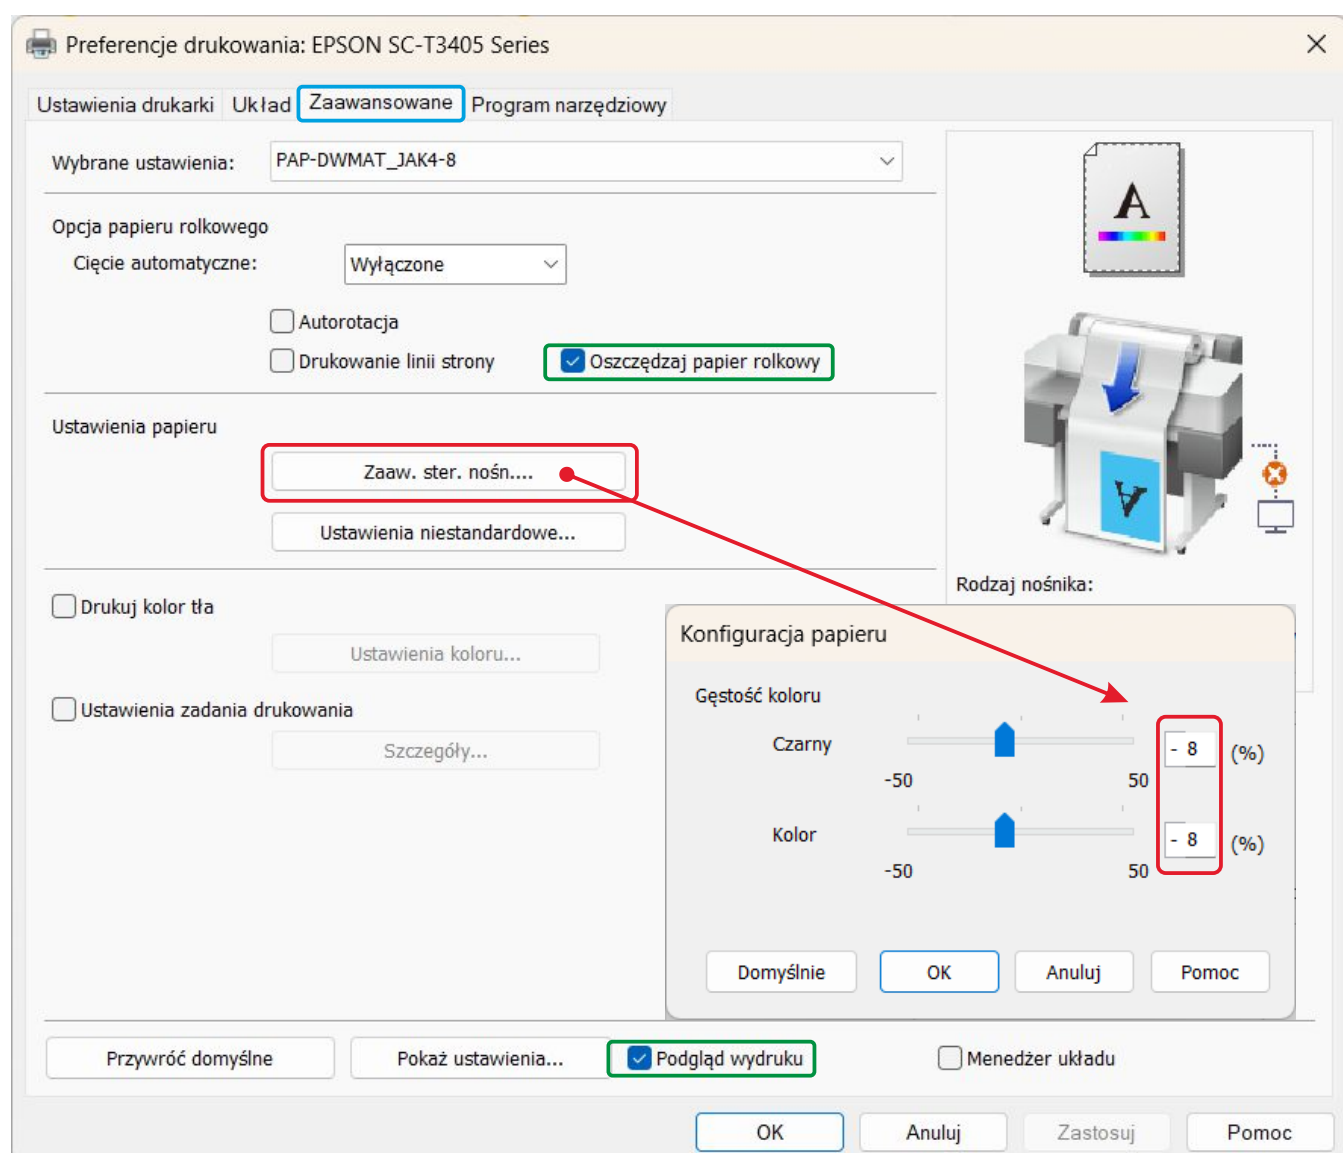 Preferencje drukowania: EPSON SC-T3405 Series
Ustawienia drukarki Układ Zaawansowane Program narzędziowy
Wybrane ustawienia: PAP-DWMAT_JAK4-8
A
Opcja papieru rolkowego
Cięcie automatyczne: Wyłączone
Autorotacja
Drukowanie linii strony Oszczędzaj papier rolkowy
Ustawienia papieru
Zaaw. ster. nośn....
A
Ustawienia niestandardowe...
Rodzaj nośnika:
Drukuj kolor tła
Ustawienia koloru...
Ustawienia zadania drukowania
Szczegóły...
Konfiguracja papieru
Gęstość koloru
Czarny - 8 (%)
-50 50
Kolor - 8 (%)
-50 50
Domyślnie OK Anuluj Pomoc
Przywróć domyślne Pokaż ustawienia... Podgląd wydruku Menedżer układu
OK Anuluj Zastosuj Pomoc